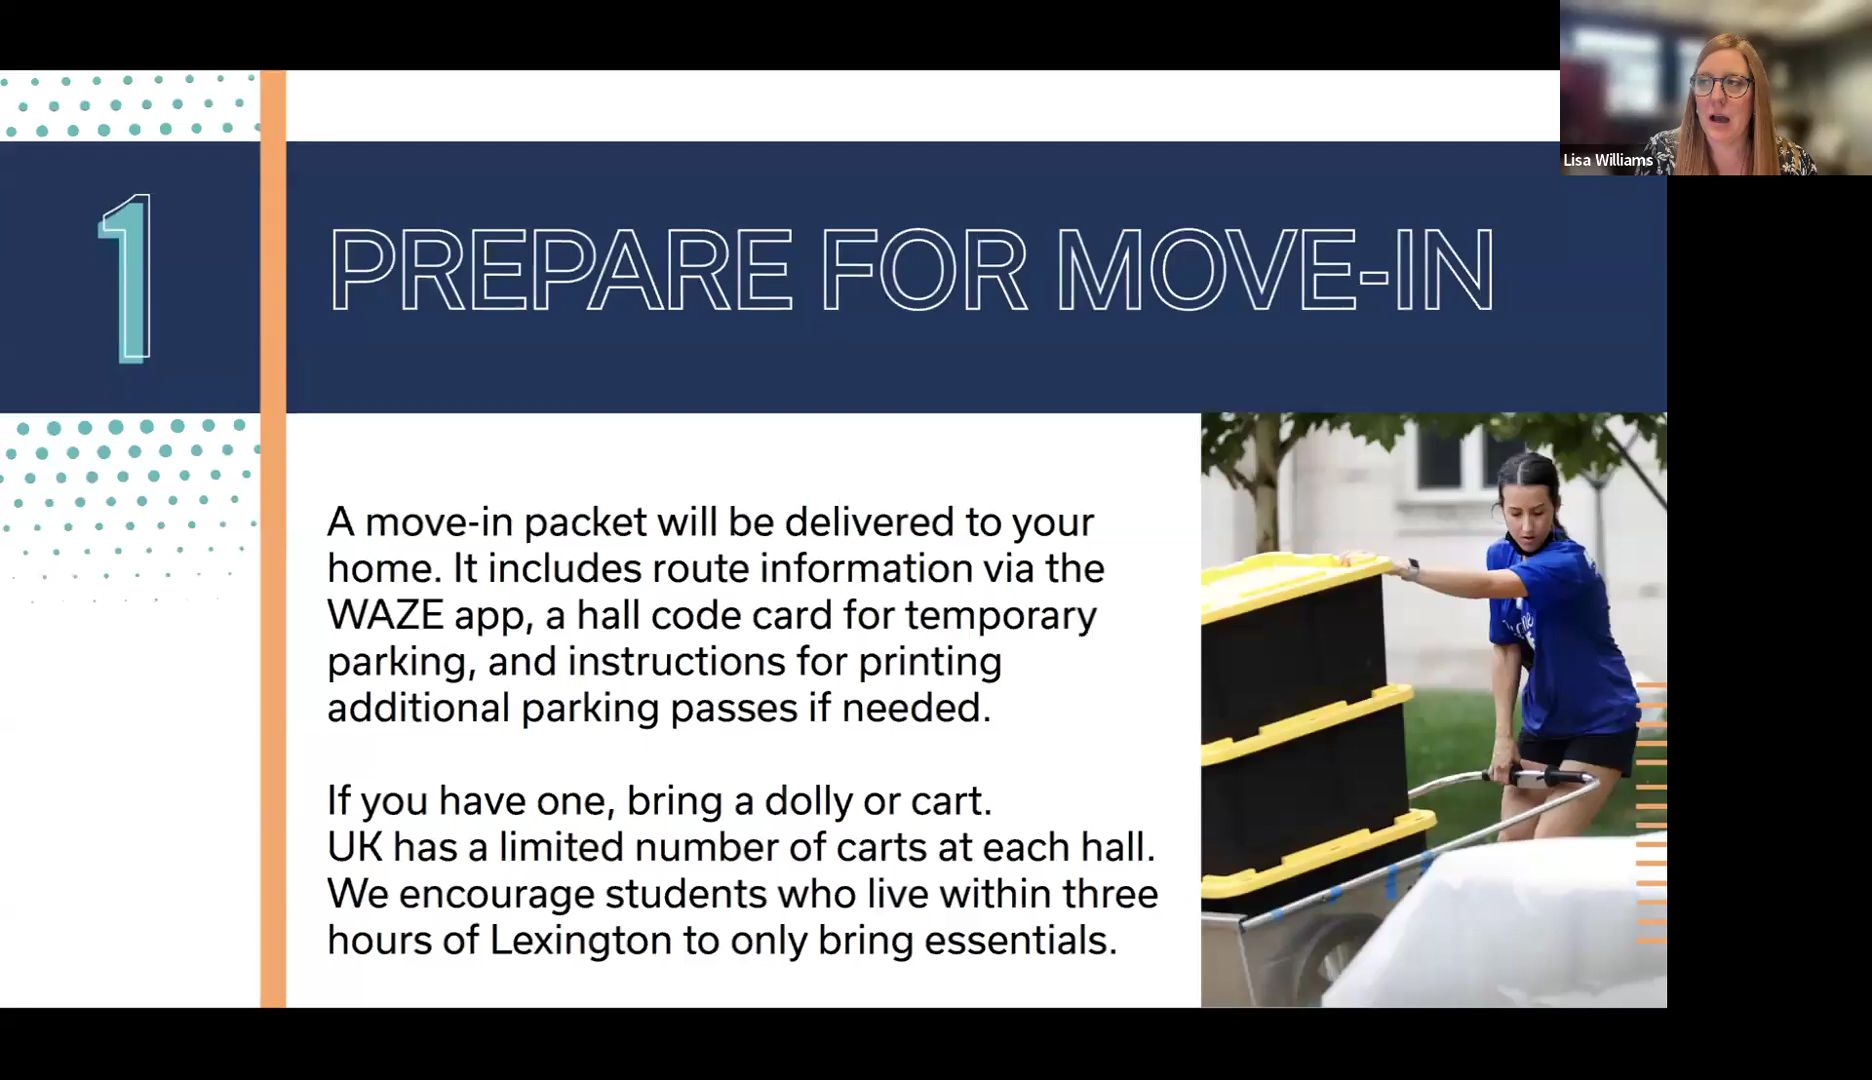 Lisa Williams
1
PREPARE FOR MOVE-IN
A move-in packet will be delivered to your
home. It includes route information via the
WAZE app, a hall code card for temporary
parking, and instructions for printing
additional parking passes if needed.
If you have one, bring a dolly or cart.
UK has a limited number of carts at each hall.
We encourage students who live within three
hours of Lexington to only bring essentials.